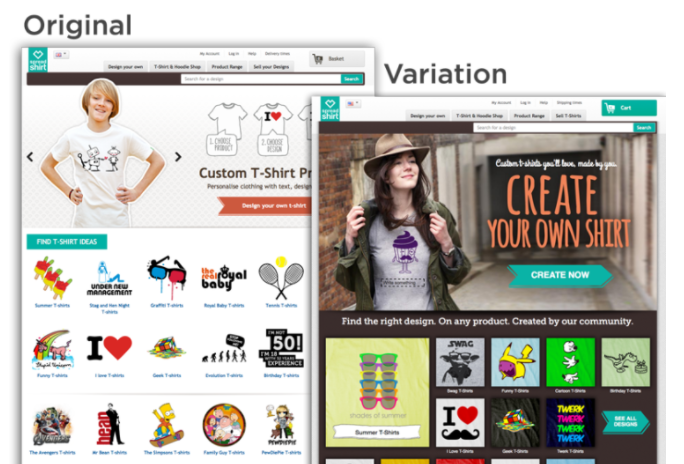 Original
spread
shirt
My Account Log in Help Delivery times
Basket
Design your own T-Shirt & Hoodie Shop Product Range Sell your Designs
Search for a design Search
1. CHOOSE
PRODUCT
2. CHOOSE
DESIGN
I
Custom T-Shirt Pr
Personalise clothing with text, design
Design your own t-shirt
FIND T-SHIRT IDEAS
UNDER NEW
MANAGEMENT
the real royal
baby
Summer T-shirts
Stag and Hen Night
T-shirts
Graffiti T-shirts
Royal Baby T-shirts
Tennis T-shirts
I
I'M NOT
50!
I'M 18
WITH 32 YEARS
EXPERIENCE
Funny T-shirts
I love T-shirts
Geek T-shirts
Evolution T-shirts
Birthday T-shirts
AVENGERS
bean
PEWDIEPIE
The Avengers T-shirts
Mr Bean T-shirts
The Simpsons T-shirts
Family Guy T-shirts
PewDiePie T-shirts
Variation
spread
shirt
My Account Log in Help Shipping times
Cart
Design your own T-Shirt & Hoodie Shop Product Range Sell T-Shirts
Search for a design Search
Custom t-shirts you'll love, made by you.
CREATE
YOUR OWN SHIRT
CREATE NOW
Find the right design. On any product. Created by our community.
shades of summer
Summer T-Shirts
SWAG
Swag T-shirts
Funny T-shirts
Cartoon T-shirts
Birthday T-shirts
I
TWERK
TWERK
TWERK
TWERK
I Love T-shirts
Geek T-shirts
Twerk T-shirts
SEE ALL
DESIGNS